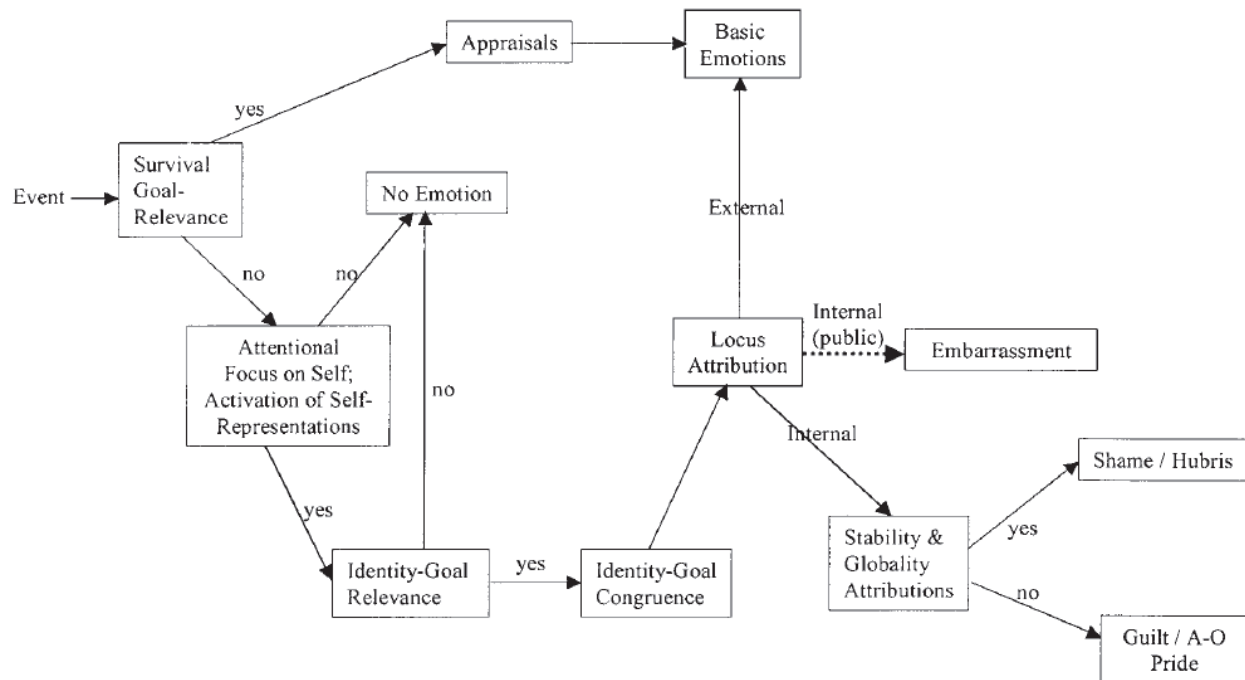 Appraisals
Basic
Emotions
yes
Survival
Goal-
Relevance
Event
No Emotion
External
no
no
Internal
(public)
Locus
Attribution
Embarrassment
Attentional
Focus on Self;
Activation of Self-
Representations
no
Internal
Shame / Hubris
yes
yes
Stability &
Globality
Attributions
Identity-Goal
Relevance
yes
Identity-Goal
Congruence
no
Guilt / A-O
Pride